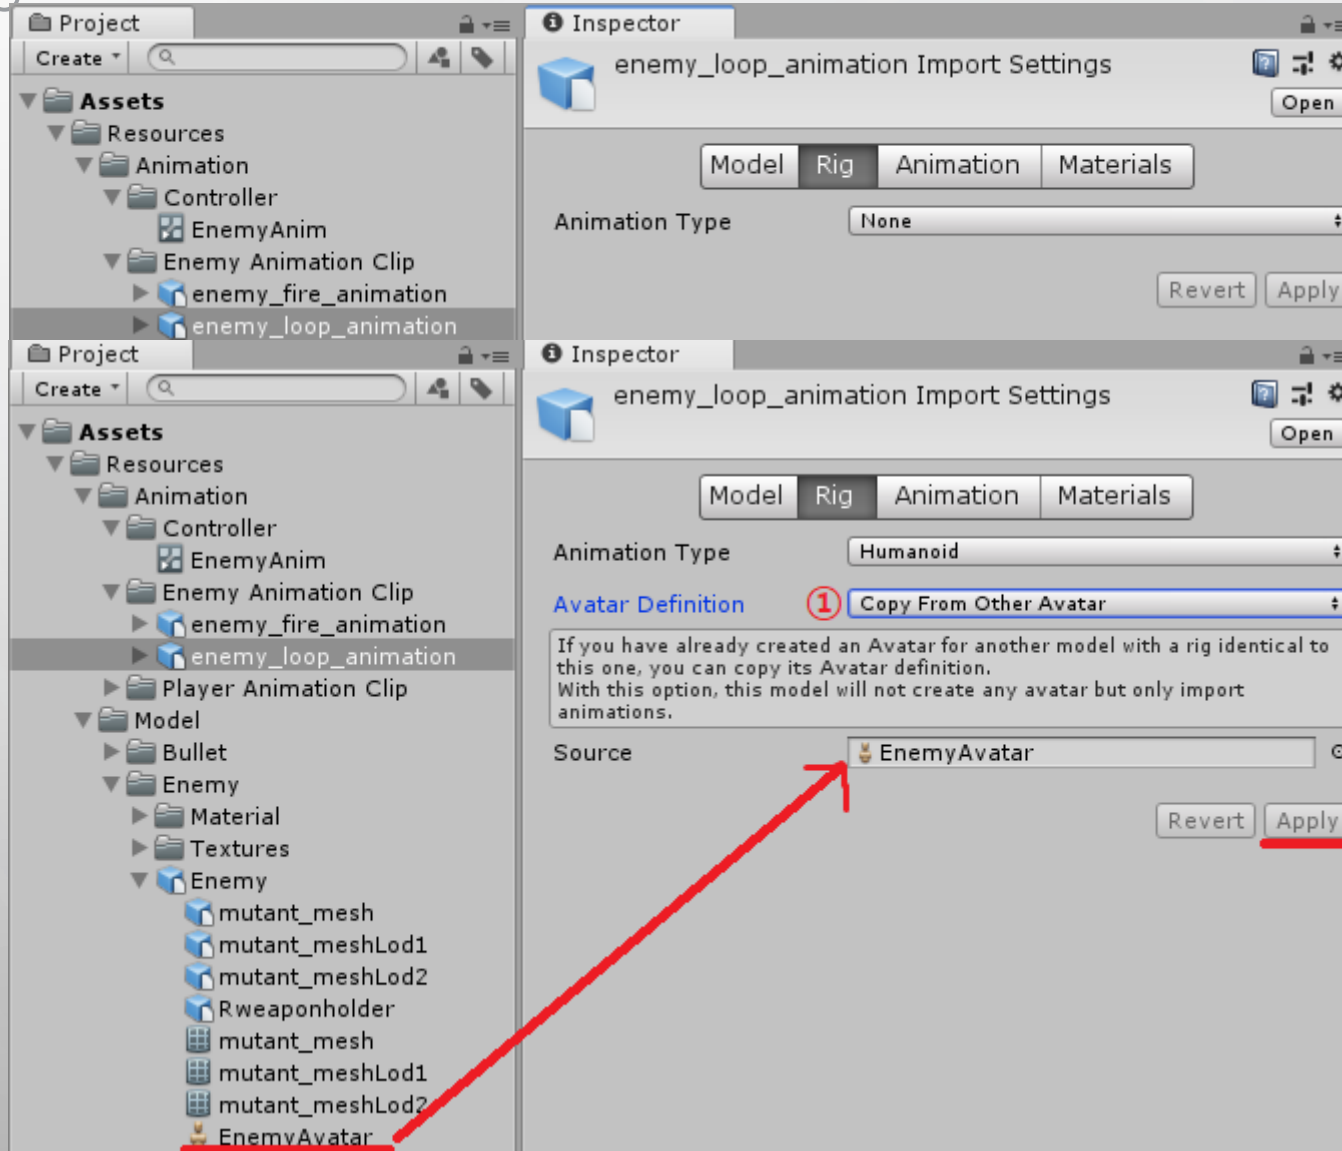 Project
Inspector
Create
enemy_loop_animation Import Settings
Open
Assets
Resources
Animation
Controller
EnemyAnim
Enemy Animation Clip
enemy_fire_animation
enemy_loop_animation
Model Rig Animation Materials
Animation Type None
Revert Apply
Project
Inspector
Create
enemy_loop_animation Import Settings
Open
Assets
Resources
Animation
Controller
EnemyAnim
Enemy Animation Clip
enemy_fire_animation
enemy_loop_animation
Player Animation Clip
Model
Bullet
Enemy
Material
Textures
Enemy
mutant_mesh
mutant_meshLod1
mutant_meshLod2
Rweaponholder
mutant_mesh
mutant_meshLod1
mutant_meshLod2
EnemyAvatar
Model Rig Animation Materials
Animation Type Humanoid
Avatar Definition ① Copy From Other Avatar
If you have already created an Avatar for another model with a rig identical to
this one, you can copy its Avatar definition.
With this option, this model will not create any avatar but only import
animations.
Source EnemyAvatar
Revert Apply